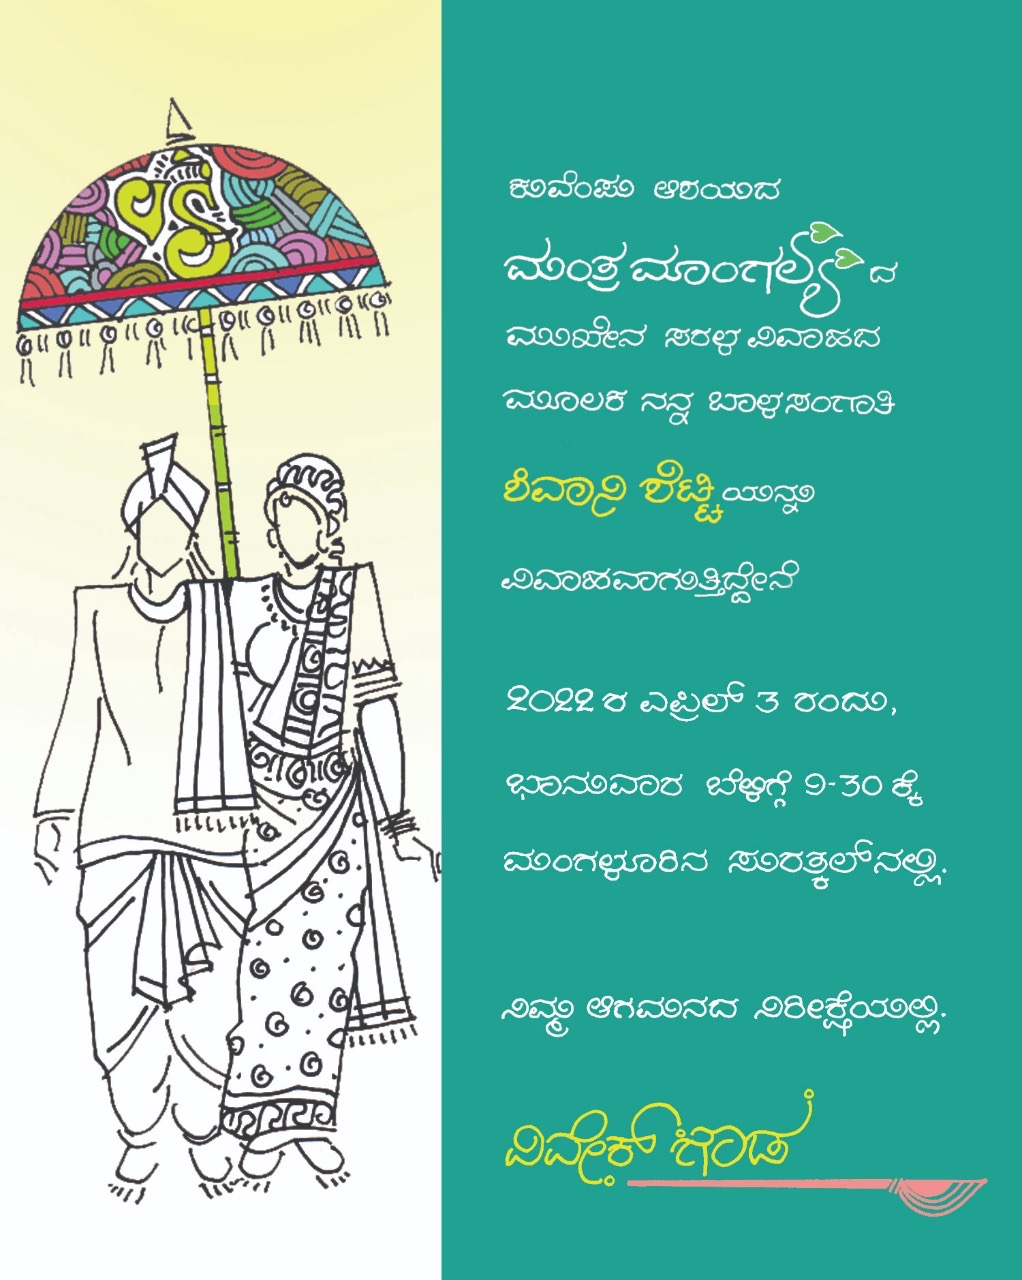 ಕುವೆಂಪು ಆಶಯದ
ಮಂತ್ರ ಮಾಂಗಲ್ಯದ
ಮುಖೇನ ಸರಳ ವಿವಾಹದ
ಮೂಲಕ ನನ್ನ ಬಾಳಸಂಗಾತಿ
ಶಿವಾನಿ ಶೆಟ್ಟಿಯನ್ನು
ವಿವಾಹವಾಗುತ್ತಿದ್ದೇನೆ
2022 ರ ಎಪ್ರಿಲ್ 3 ರಂದು,
ಭಾನುವಾರ ಬೆಳಿಗ್ಗೆ 9-30 ಕ್ಕೆ
ಮಂಗಳೂರಿನ ಸುರತ್ಕಲ್‌ನಲ್ಲಿ.
ನಿಮ್ಮ ಆಗಮನದ ನಿರೀಕ್ಷೆಯಲ್ಲಿ.
ವಿವೇಕ್ ಗೌಡ